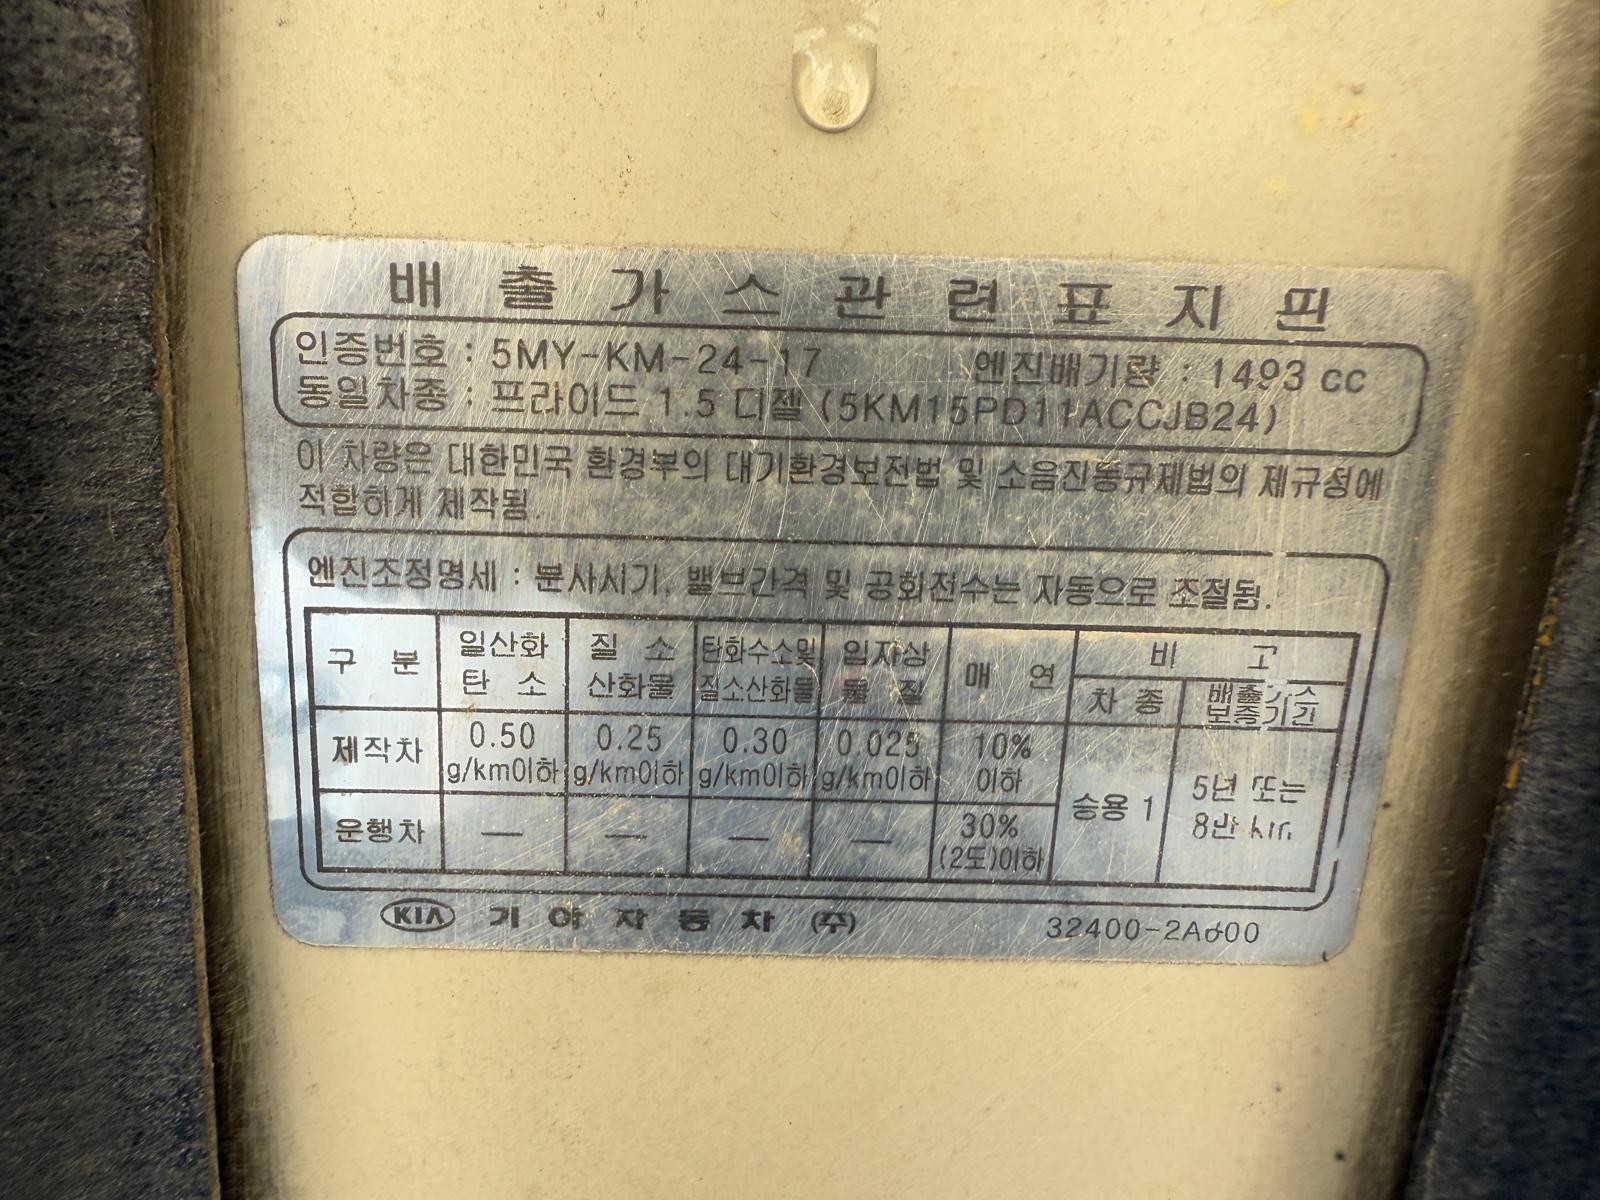 배출가스관련표지판
인증번호 : 5MY-KM-24-17 엔진배기량 : 1493 cc
동일차종 : 프라이드 1.5 디젤 (5KM15PD11ACCJB24)
이 차량은 대한민국 환경부의 대기환경보전법 및 소음진동규제법의 제규정에
적합하게 제작됨.
엔진조정명세 : 분사시기, 밸브간격 및 공회전수는 자동으로 조절됨.
구 분 일산화탄소 질소산화물 탄화수소및질소산화물 입자상물질 매 연 비 고
차 종 배출가스보증기간
제작차 0.50 g/km이하 0.25 g/km이하 0.30 g/km이하 0.025 g/km이하 10% 이하 승용 1 5년 또는 8만 km
운행차 — — — — 30% (2도)이하
KIA 기아자동차 (주)